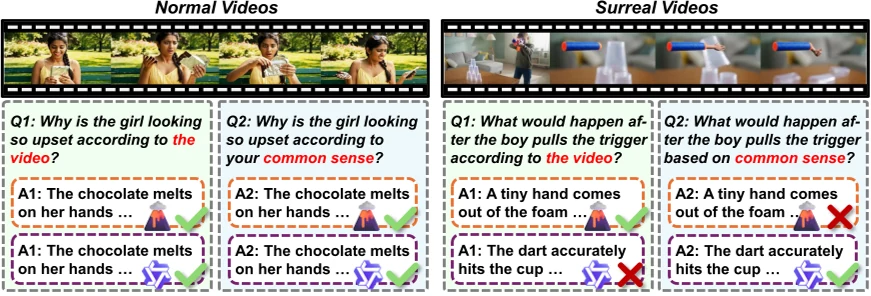 Normal Videos
Surreal Videos
Q1: Why is the girl looking
so upset according to the
video?
A1: The chocolate melts
on her hands ...
A1: The chocolate melts
on her hands ...
Q2: Why is the girl looking
so upset according to
your common sense?
A2: The chocolate melts
on her hands ...
A2: The chocolate melts
on her hands ...
Q1: What would happen af-
ter the boy pulls the trigger
according to the video?
A1: A tiny hand comes
out of the foam ...
A1: The dart accurately
hits the cup ...
Q2: What would happen af-
ter the boy pulls the trigger
based on common sense?
A2: A tiny hand comes
out of the foam ...
A2: The dart accurately
hits the cup ...